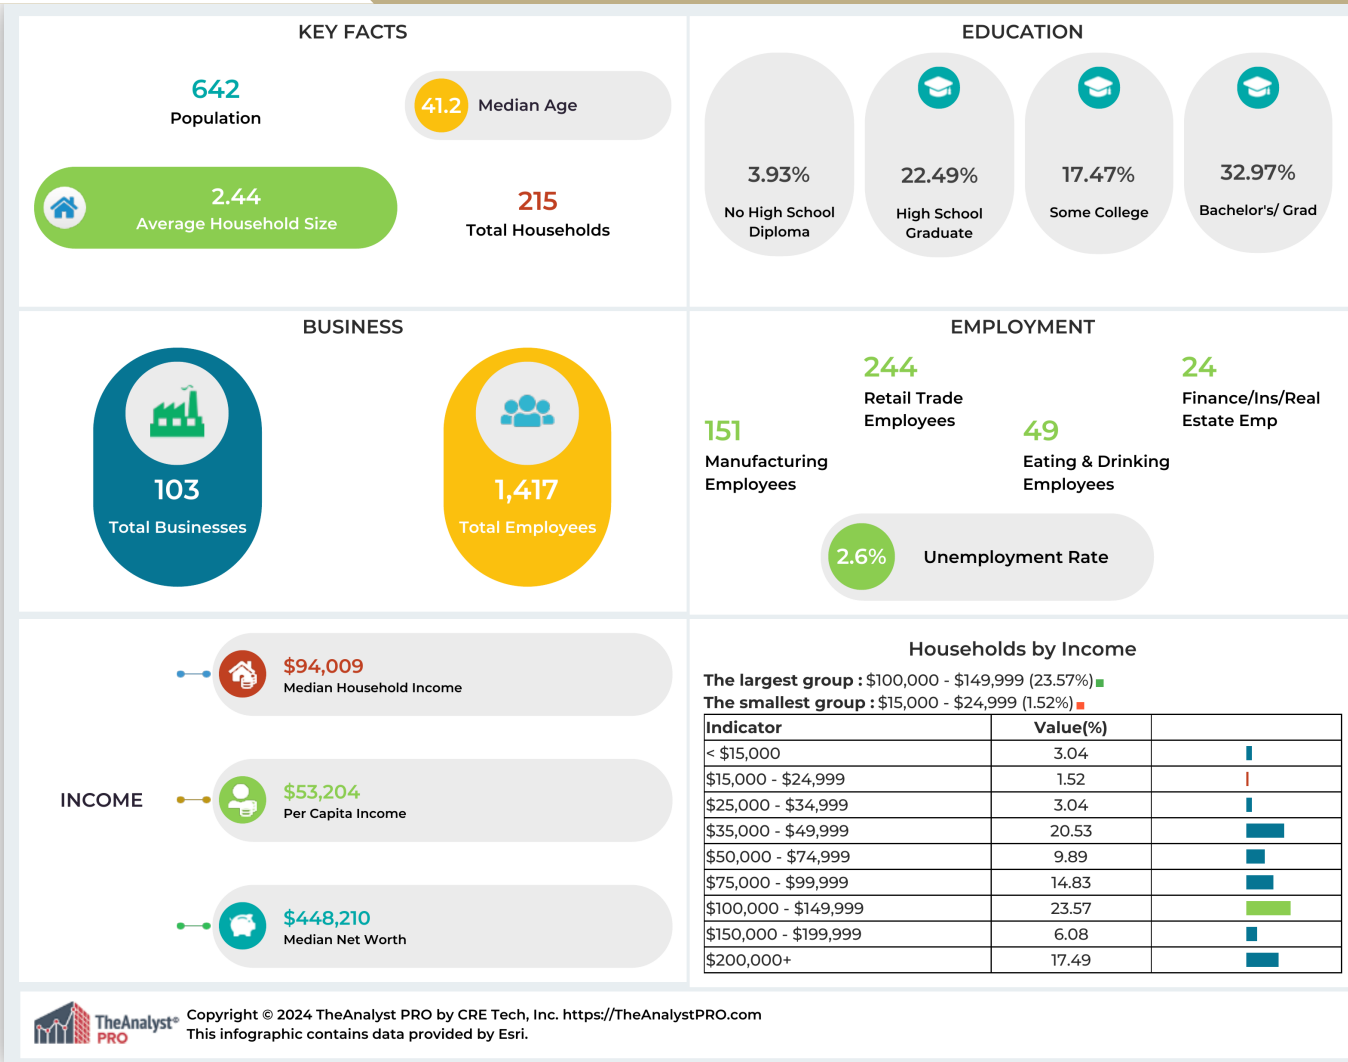 KEY FACTS
642
Population
41.2 Median Age
2.44
Average Household Size
215
Total Households
EDUCATION
3.93%
No High School
Diploma
22.49%
High School
Graduate
17.47%
Some College
32.97%
Bachelor's/ Grad
BUSINESS
103
Total Businesses
1,417
Total Employees
EMPLOYMENT
151
Manufacturing
Employees
244
Retail Trade
Employees
49
Eating & Drinking
Employees
24
Finance/Ins/Real
Estate Emp
2.6% Unemployment Rate
INCOME
$94,009
Median Household Income
$53,204
Per Capita Income
$448,210
Median Net Worth
Households by Income
The largest group : $100,000 - $149,999 (23.57%)
The smallest group : $15,000 - $24,999 (1.52%)
Indicator Value(%)
< $15,000 3.04
$15,000 - $24,999 1.52
$25,000 - $34,999 3.04
$35,000 - $49,999 20.53
$50,000 - $74,999 9.89
$75,000 - $99,999 14.83
$100,000 - $149,999 23.57
$150,000 - $199,999 6.08
$200,000+ 17.49
TheAnalyst©
PRO
Copyright © 2024 TheAnalyst PRO by CRE Tech, Inc. https://TheAnalystPRO.com
This infographic contains data provided by Esri.